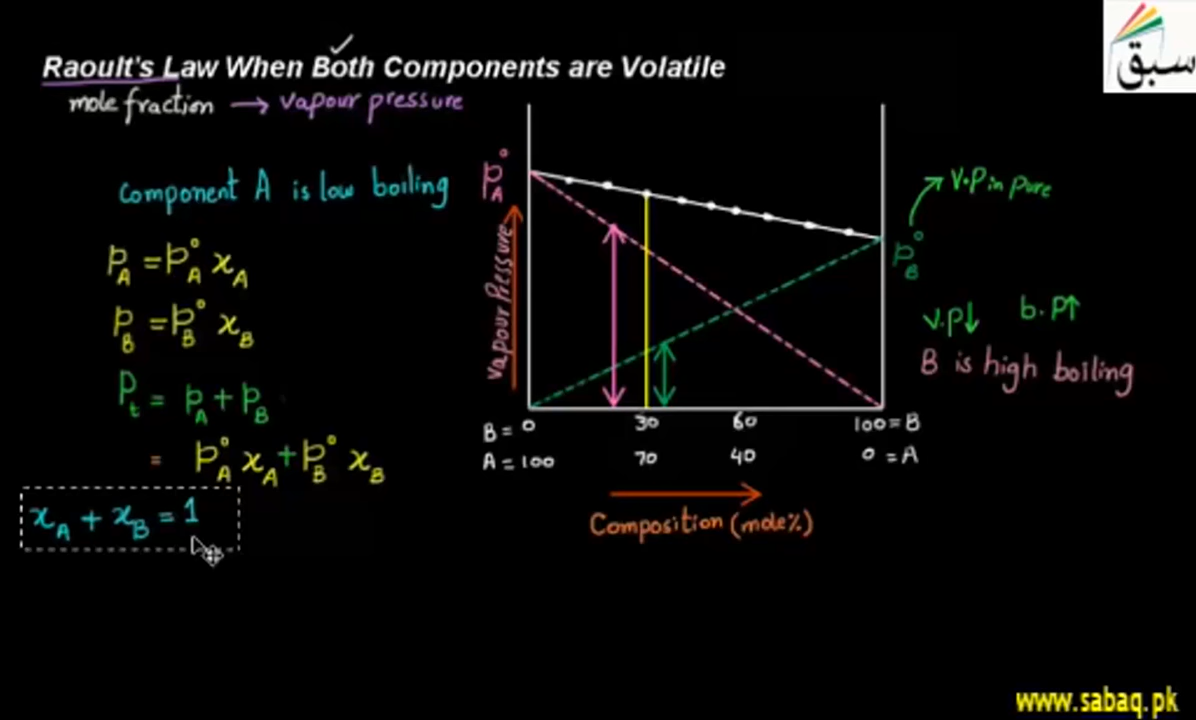 سبق
Raoult's Law When Both Components are Volatile
mole fraction → vapour pressure
Component A is low boiling
p°A
v.p in pure
p°B
pA = p°A xA
pB = p°B xB
Pt = pA + pB
= p°A xA + p°B xB
xA + xB = 1
Vapour Pressure
v.p↓ b.p↑
B is high boiling
B = 0 30 60 100 = B
A = 100 70 40 0 = A
Composition (mole%)
www.sabaq.pk